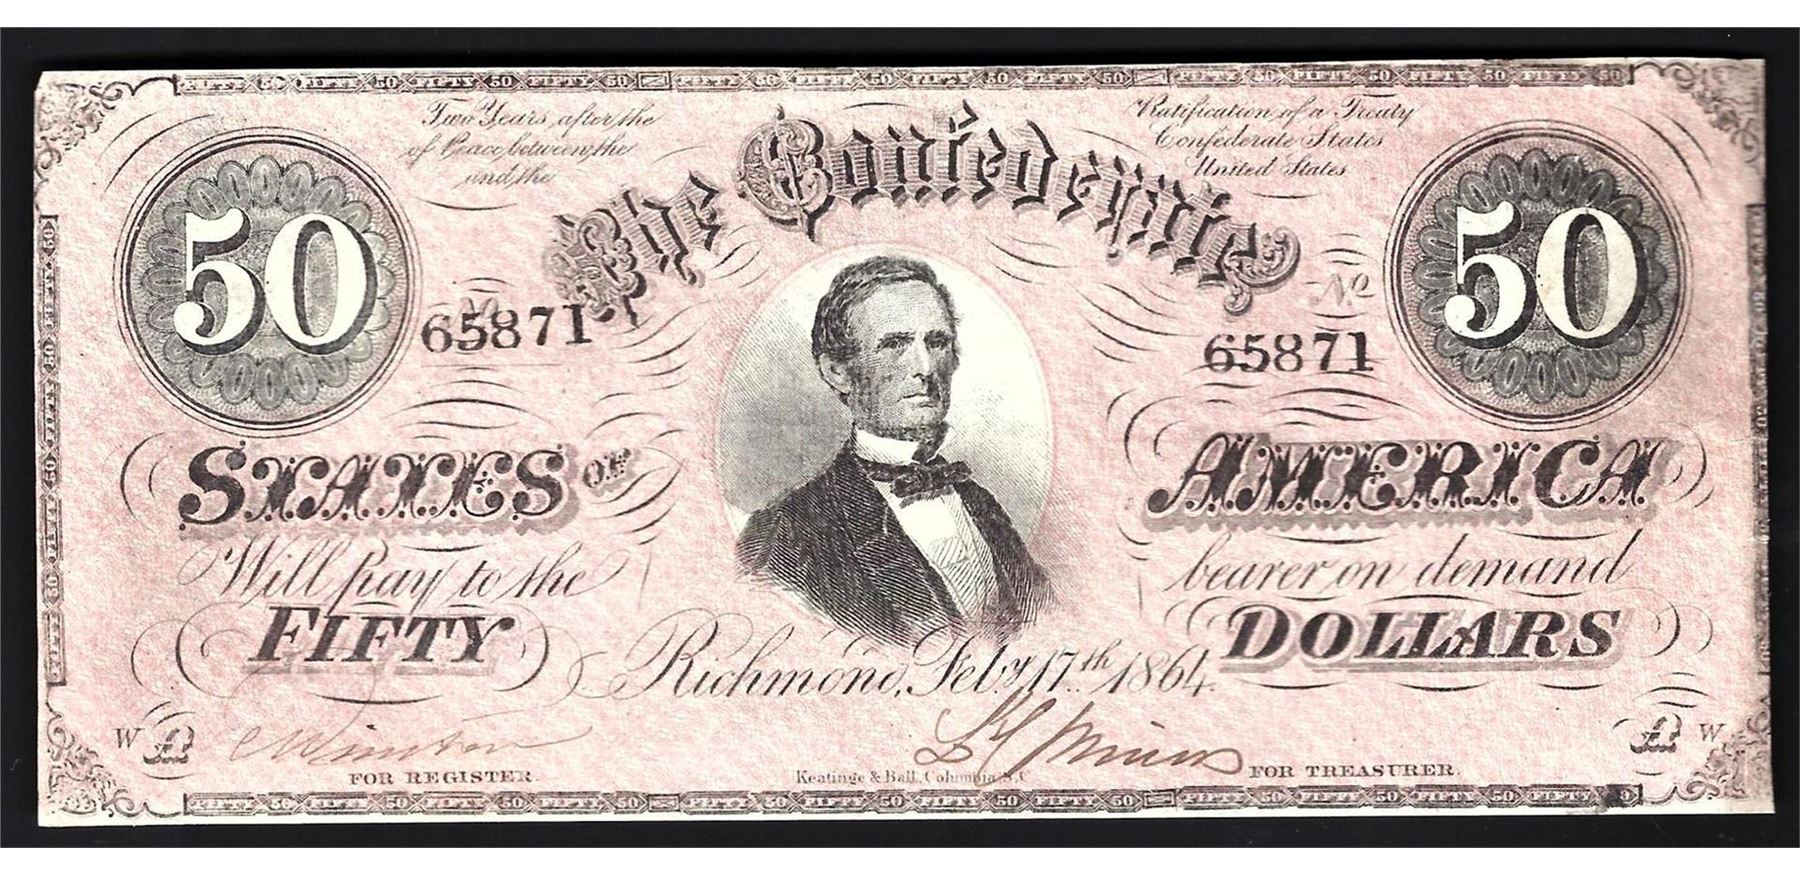 Two Years after the Ratification of a Treaty
of Peace between the Confederate States
and the United States
The Confederate
50 50
No
65871 65871
STATES OF AMERICA
Will pay to the bearer on demand
FIFTY DOLLARS
Richmond, Feby. 17th 1864.
W A A W
FOR REGISTER. Keatinge & Ball, Columbia, S.C. FOR TREASURER.